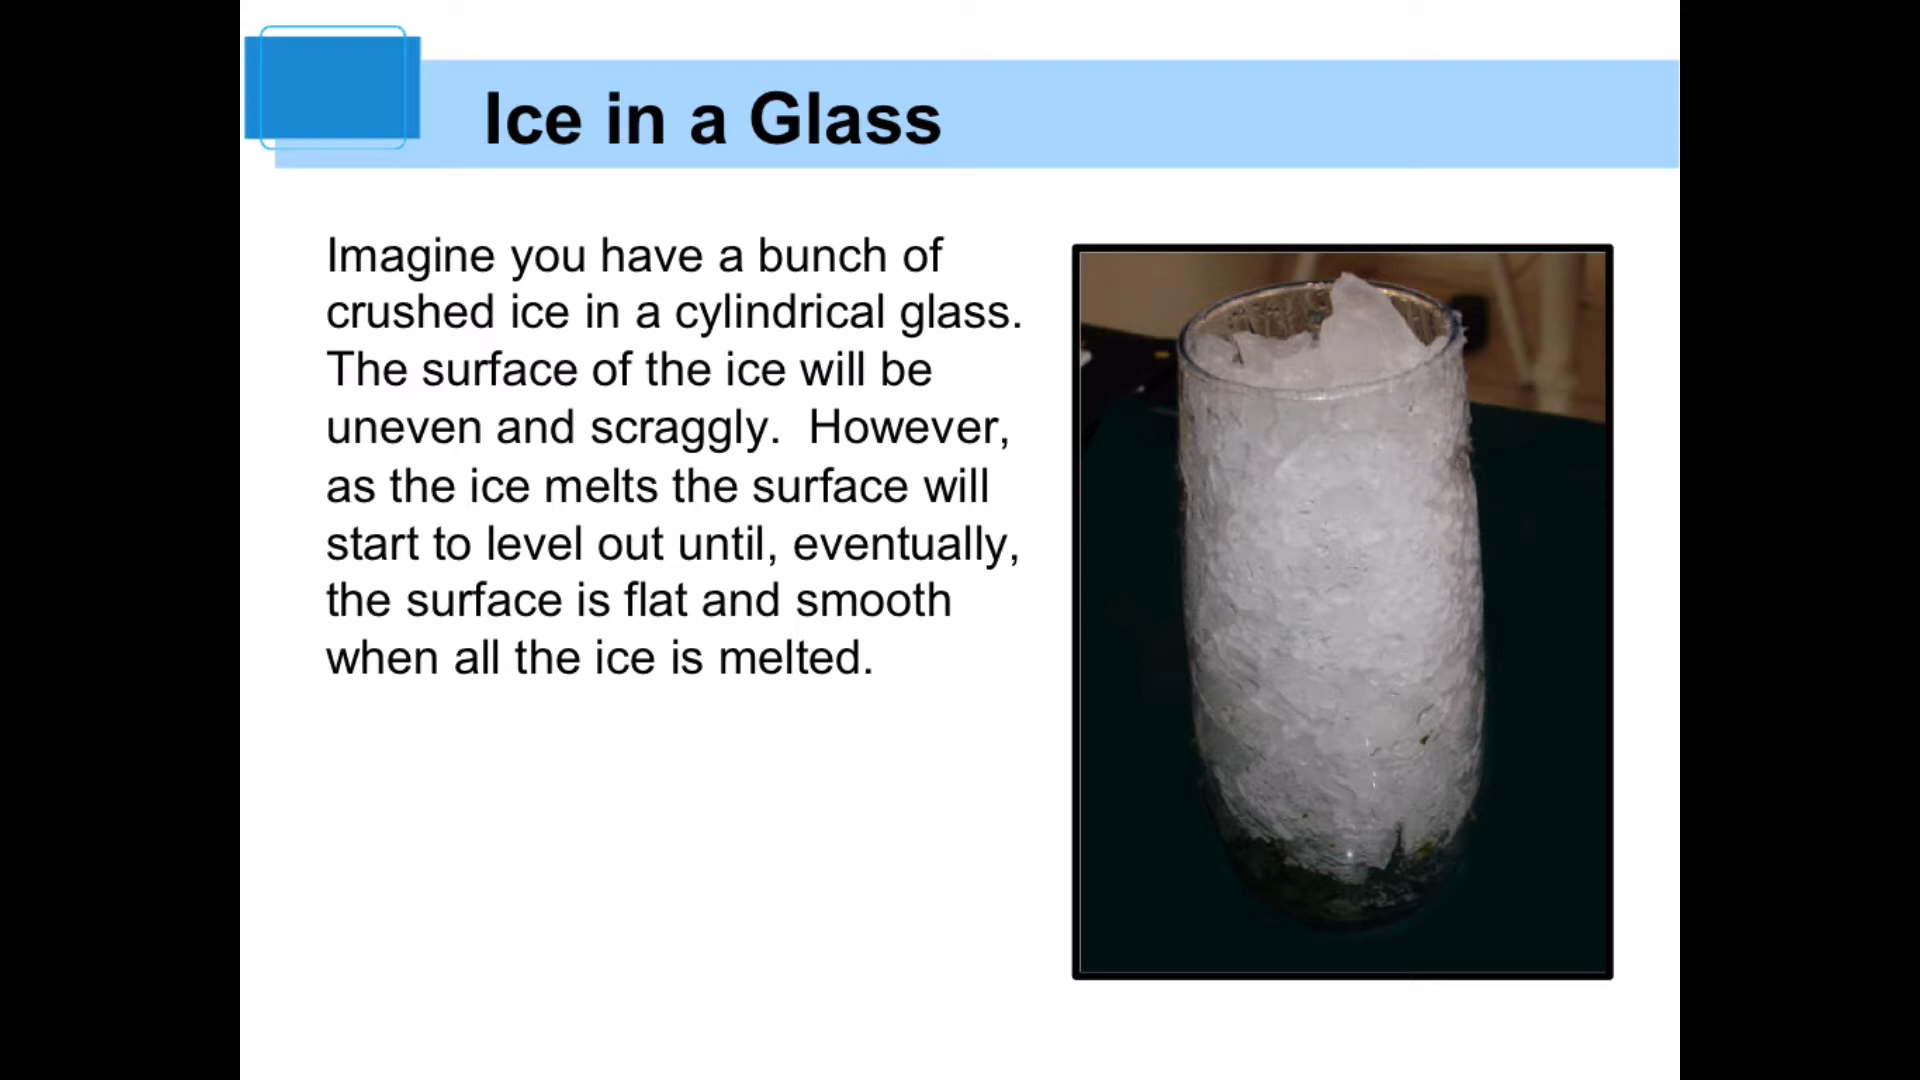 Ice in a Glass
Imagine you have a bunch of
crushed ice in a cylindrical glass.
The surface of the ice will be
uneven and scraggly.  However,
as the ice melts the surface will
start to level out until, eventually,
the surface is flat and smooth
when all the ice is melted.